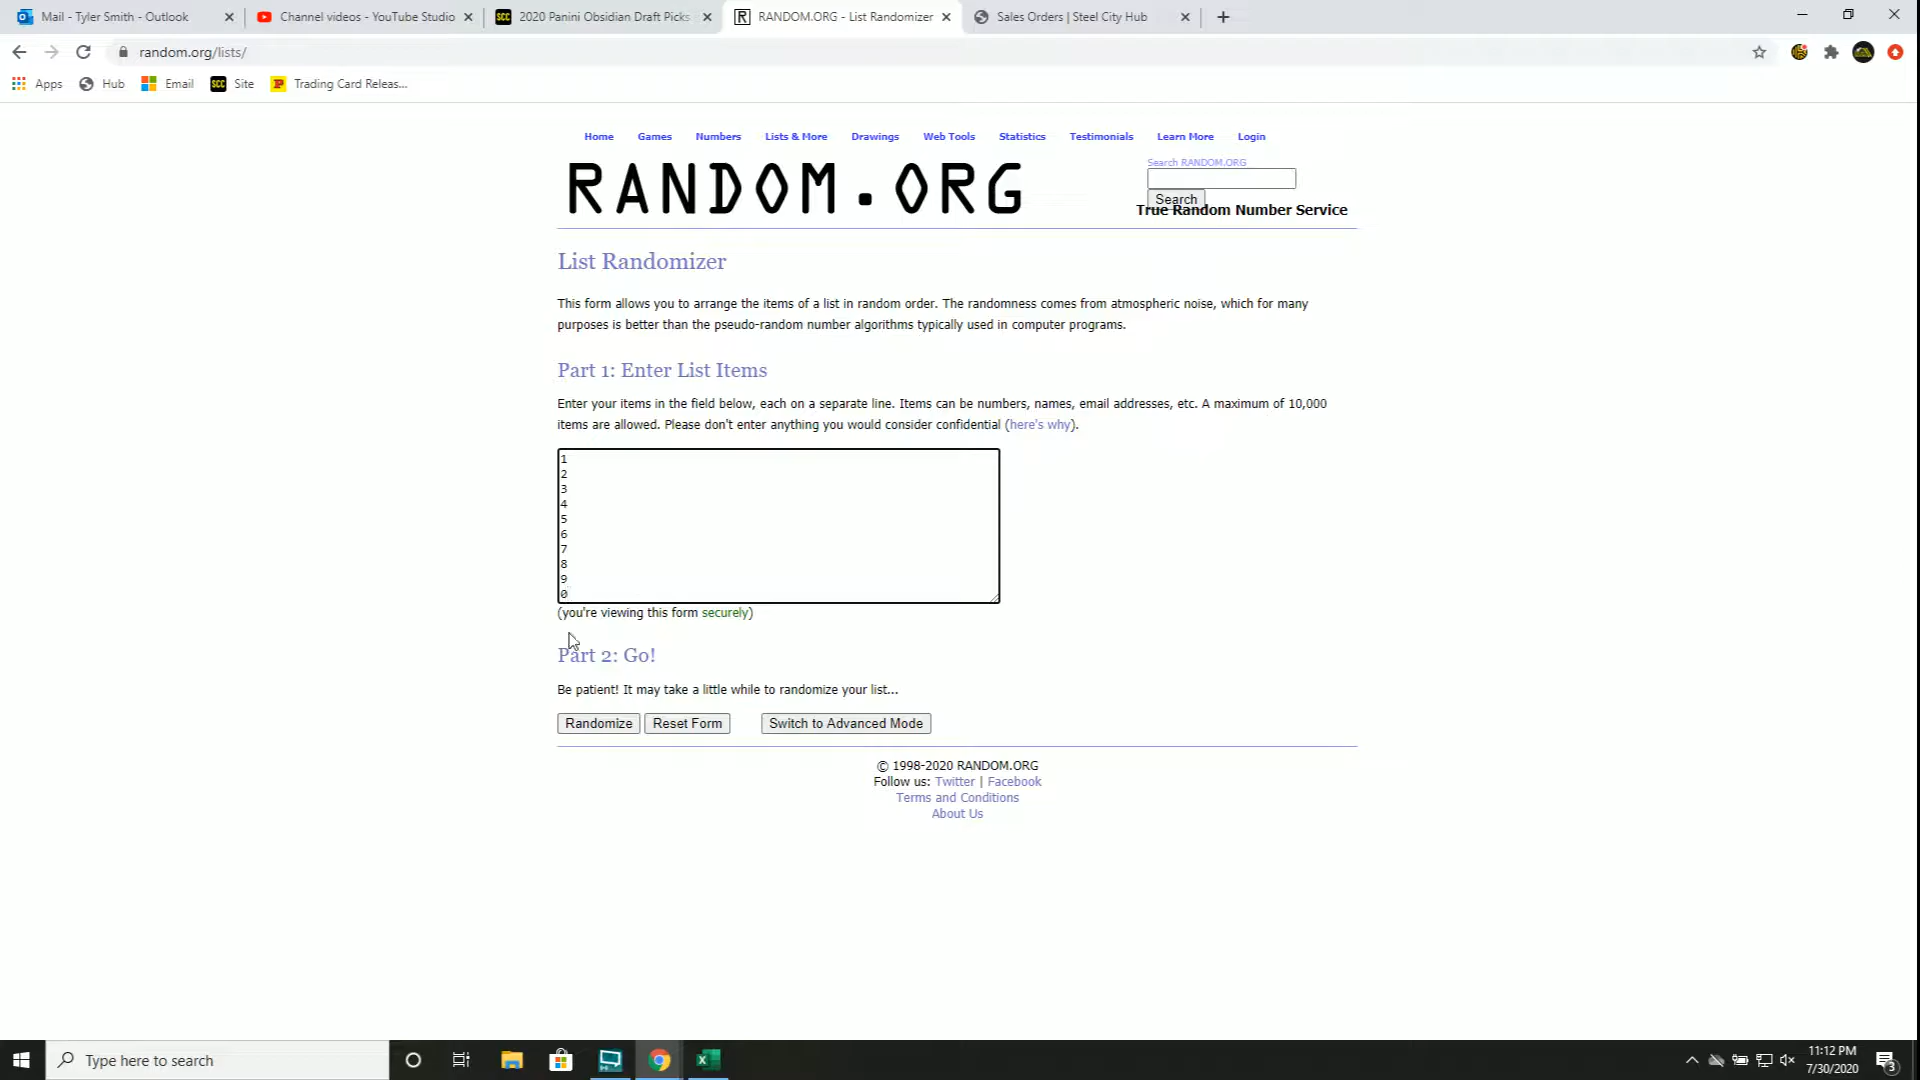 Mail - Tyler Smith - Outlook
Channel videos - YouTube Studio
SCC 2020 Panini Obsidian Draft Picks
R RANDOM.ORG - List Randomizer
Sales Orders | Steel City Hub
random.org/lists/
Apps
Hub
Email
SCC Site
P Trading Card Releas...
Home
Games
Numbers
Lists & More
Drawings
Web Tools
Statistics
Testimonials
Learn More
Login
RANDOM.ORG
Search RANDOM.ORG
Search
True Random Number Service
List Randomizer
This form allows you to arrange the items of a list in random order. The randomness comes from atmospheric noise, which for many
purposes is better than the pseudo-random number algorithms typically used in computer programs.
Part 1: Enter List Items
Enter your items in the field below, each on a separate line. Items can be numbers, names, email addresses, etc. A maximum of 10,000
items are allowed. Please don't enter anything you would consider confidential (here's why).
1
2
3
4
5
6
7
8
9
0
(you're viewing this form securely)
Part 2: Go!
Be patient! It may take a little while to randomize your list...
Randomize
Reset Form
Switch to Advanced Mode
© 1998-2020 RANDOM.ORG
Follow us: Twitter | Facebook
Terms and Conditions
About Us
Type here to search
11:12 PM
7/30/2020
3